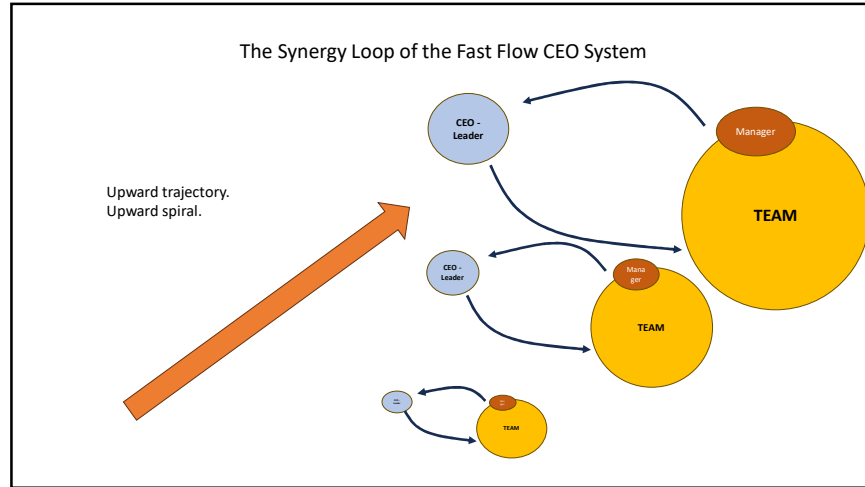 The Synergy Loop of the Fast Flow CEO System
CEO -
Leader
Manager
Upward trajectory.
Upward spiral.
TEAM
CEO -
Leader
Mana
ger
TEAM
TEAM